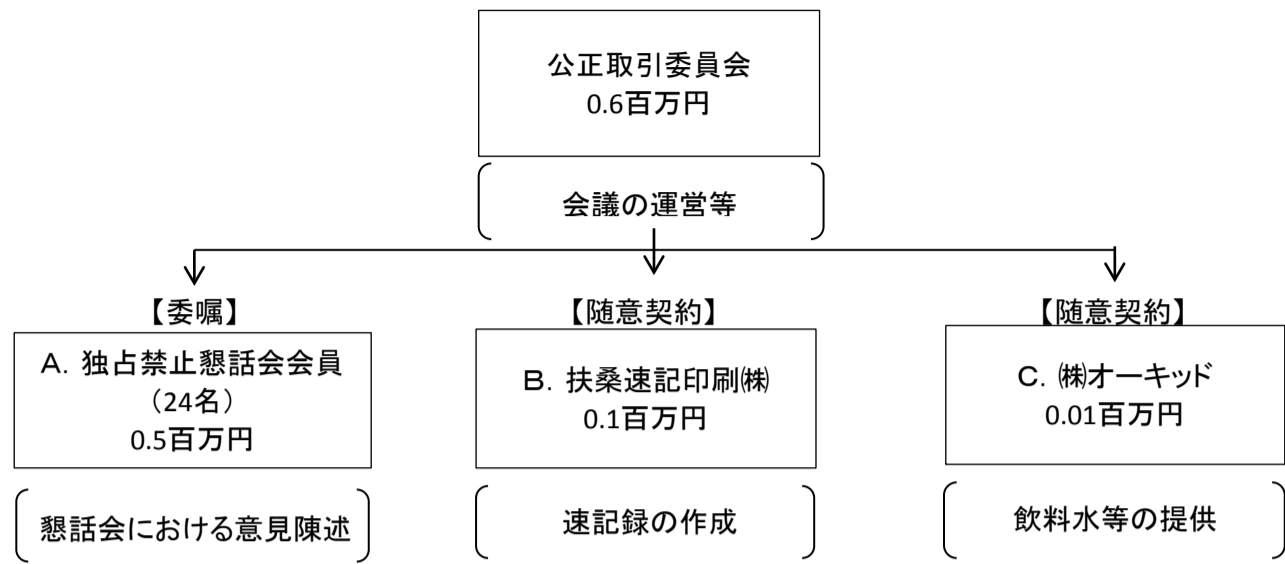 公正取引委員会
0.6百万円
会議の運営等
【委嘱】
A．独占禁止懇話会会員
（24名）
0.5百万円
懇話会における意見陳述
【随意契約】
B．扶桑速記印刷㈱
0.1百万円
速記録の作成
【随意契約】
C．㈱オーキッド
0.01百万円
飲料水等の提供